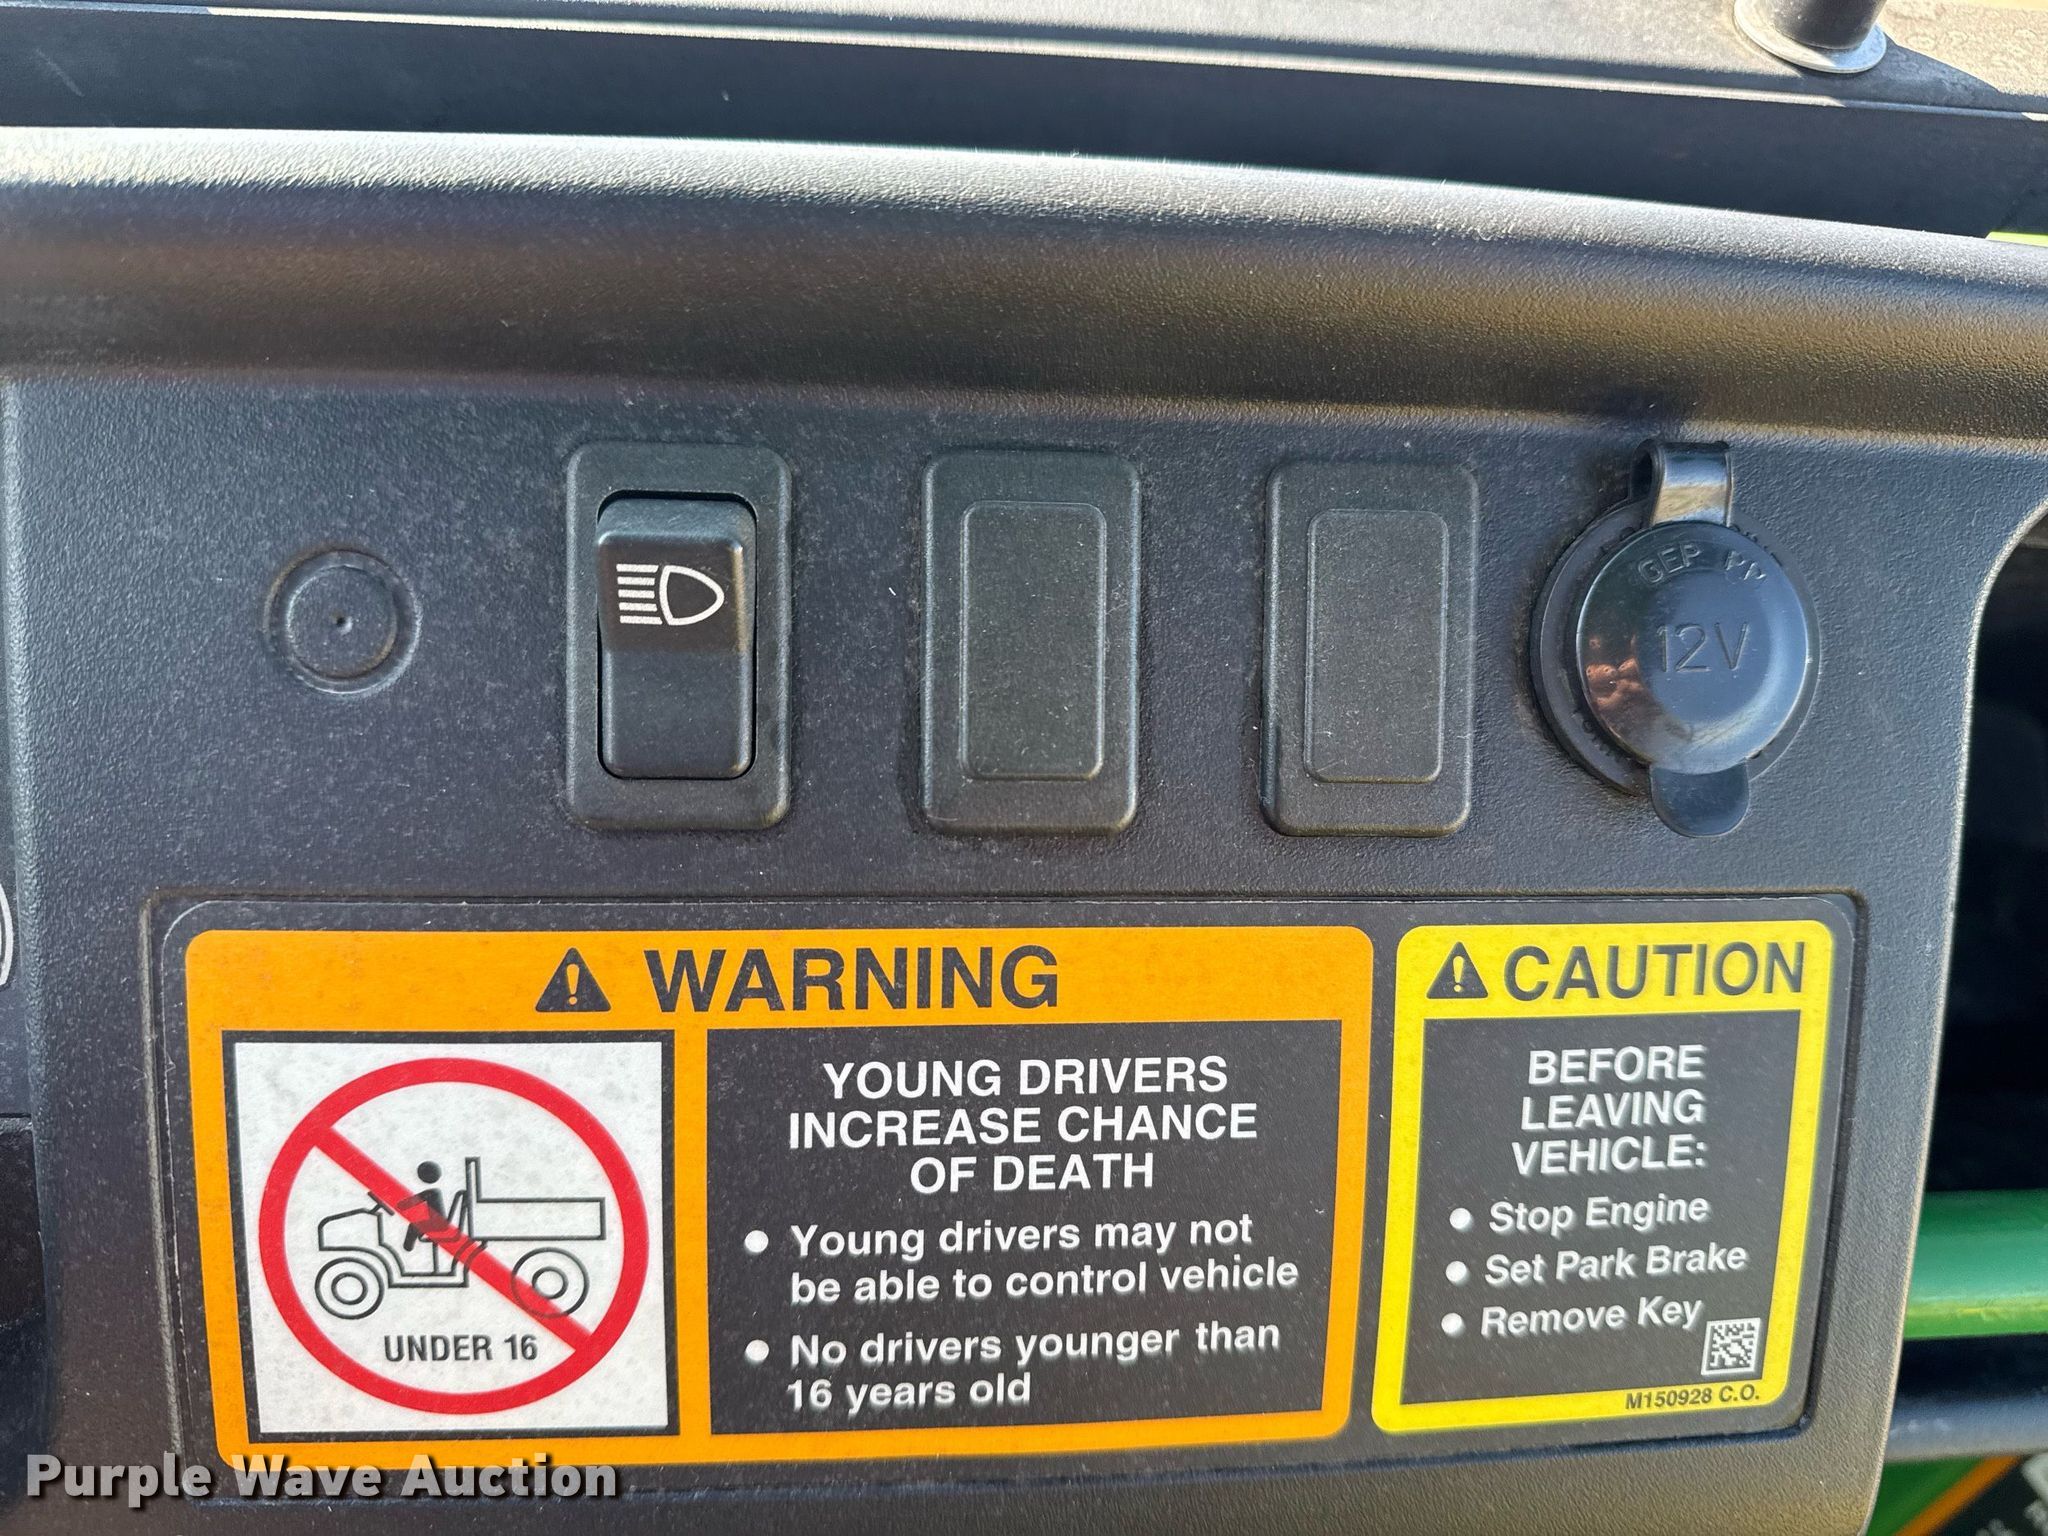 12V
WARNING
YOUNG DRIVERS
INCREASE CHANCE
OF DEATH
• Young drivers may not
be able to control vehicle
• No drivers younger than
16 years old
UNDER 16
CAUTION
BEFORE
LEAVING
VEHICLE:
• Stop Engine
• Set Park Brake
• Remove Key
M150928 C.O.
Purple Wave Auction